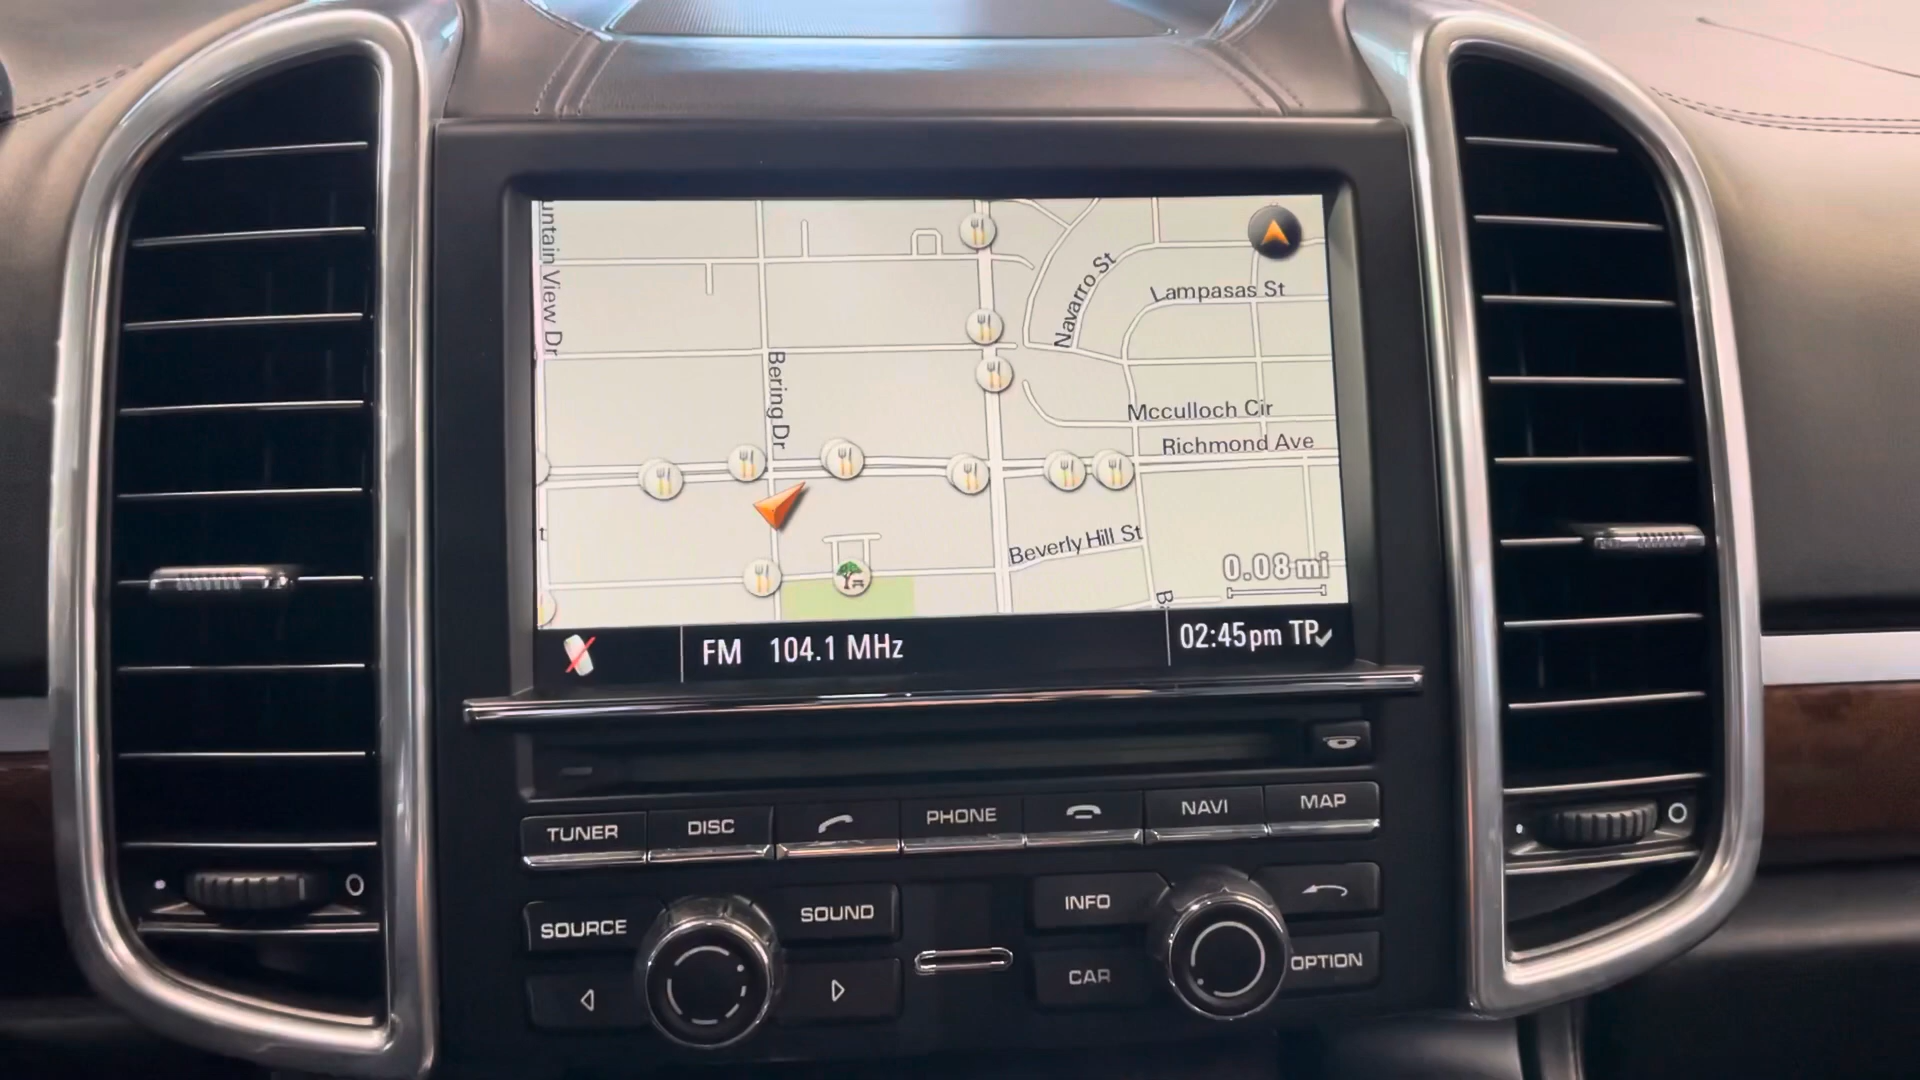 untain View Dr
Navarro St
Lampasas St
Bering Dr
Mcculloch Cir
Richmond Ave
Beverly Hill St
t
0.08 mi
B
FM 104.1 MHz
02:45pm TP
TUNER
DISC
PHONE
NAVI
MAP
SOURCE
SOUND
INFO
CAR
OPTION